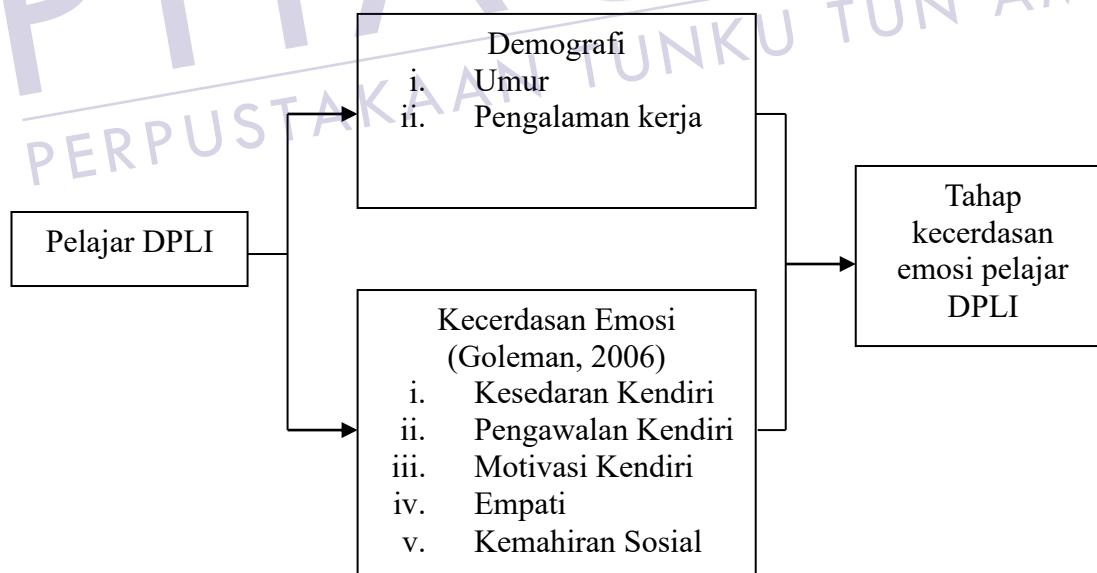 PERPUSTAKAAN TUNKU TUN
Demografi
i. Umur
ii. Pengalaman kerja
Pelajar DPLI
Tahap
kecerdasan
emosi pelajar
DPLI
Kecerdasan Emosi
(Goleman, 2006)
i. Kesedaran Kendiri
ii. Pengawalan Kendiri
iii. Motivasi Kendiri
iv. Empati
v. Kemahiran Sosial